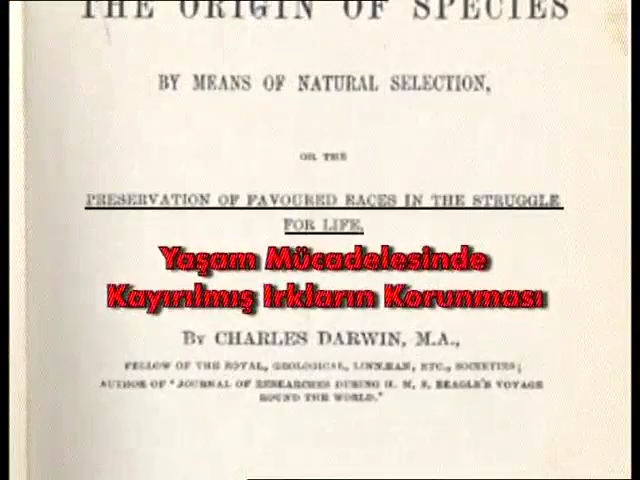 THE ORIGIN OF SPECIES
BY MEANS OF NATURAL SELECTION,
OR THE
PRESERVATION OF FAVOURED RACES IN THE STRUGGLE
FOR LIFE.
Yaşam Mücadelesinde
Kayırılmış Irkların Korunması
By CHARLES DARWIN, M.A.,
FELLOW OF THE ROYAL, GEOLOGICAL, LINNÆAN, ETC., SOCIETIES;
AUTHOR OF "JOURNAL OF RESEARCHES DURING H. M. S. BEAGLE'S VOYAGE
ROUND THE WORLD."